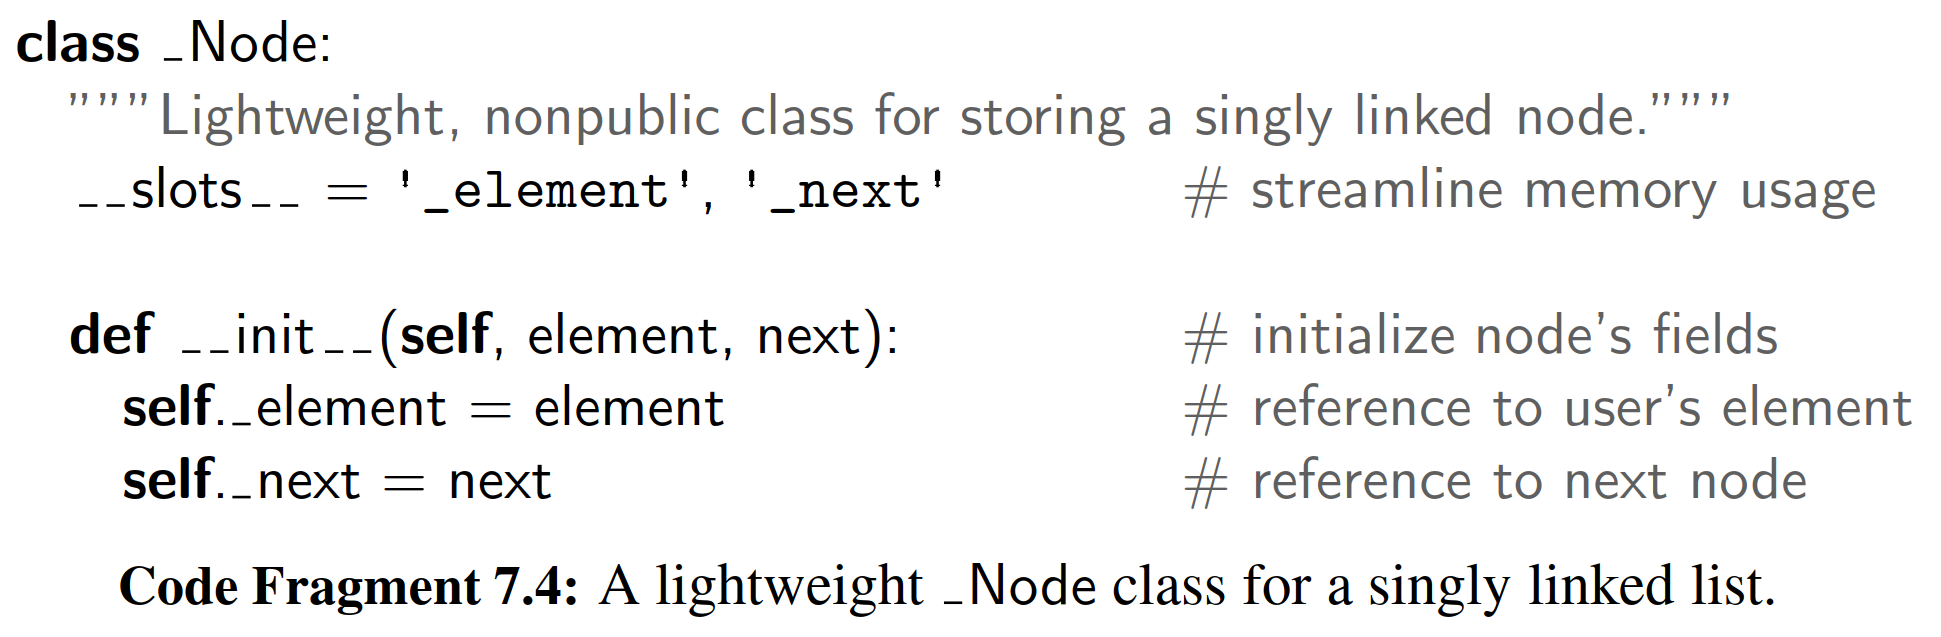 class _Node:
"""Lightweight, nonpublic class for storing a singly linked node."""
__slots__ = '_element', '_next' # streamline memory usage
def __init__(self, element, next): # initialize node's fields
self._element = element # reference to user's element
self._next = next # reference to next node
Code Fragment 7.4: A lightweight _Node class for a singly linked list.